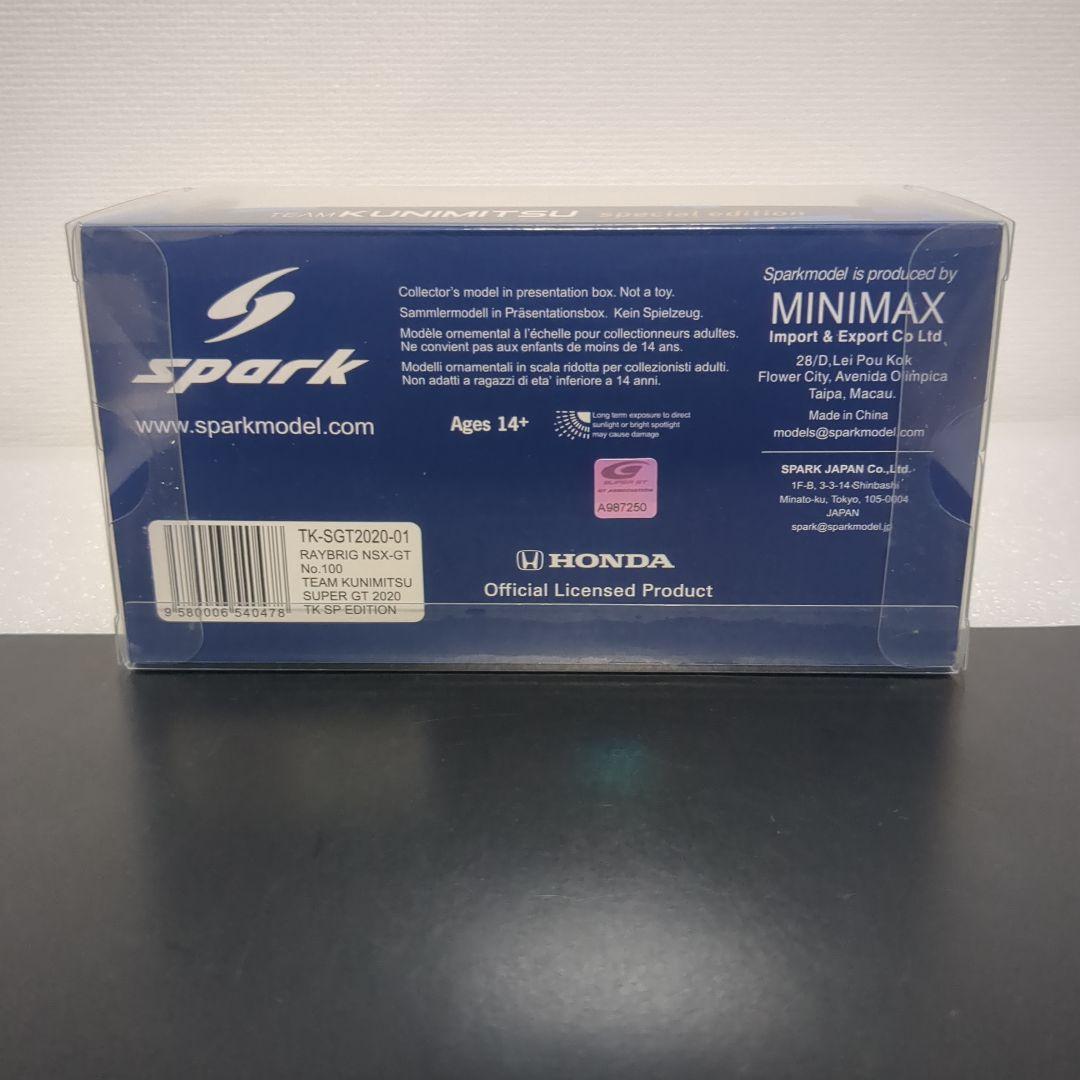 TEAM KUNIMITSU special edition
spark
www.sparkmodel.com
Collector's model in presentation box. Not a toy.
Sammlermodell in Präsentationsbox. Kein Spielzeug.
Modèle ornemental à l'échelle pour collectionneurs adultes.
Ne convient pas aux enfants de moins de 14 ans.
Modelli ornamentali in scala ridotta per collezionisti adulti.
Non adatti a ragazzi di eta' inferiore a 14 anni.
Ages 14+
Long term exposure to direct
sunlight or bright spotlight
may cause damage
SUPER GT
GT ASSOCIATION
A987250
HONDA
Official Licensed Product
Sparkmodel is produced by
MINIMAX
Import & Export Co Ltd.
28/D, Lei Pou Kok
Flower City, Avenida Olimpica
Taipa, Macau.
Made in China
models@sparkmodel.com
SPARK JAPAN Co.,Ltd.
1F-B, 3-3-14 Shinbashi
Minato-ku, Tokyo, 105-0004
JAPAN
spark@sparkmodel.jp
TK-SGT2020-01
RAYBRIG NSX-GT
No.100
TEAM KUNIMITSU
SUPER GT 2020
TK SP EDITION
9 580006 540478